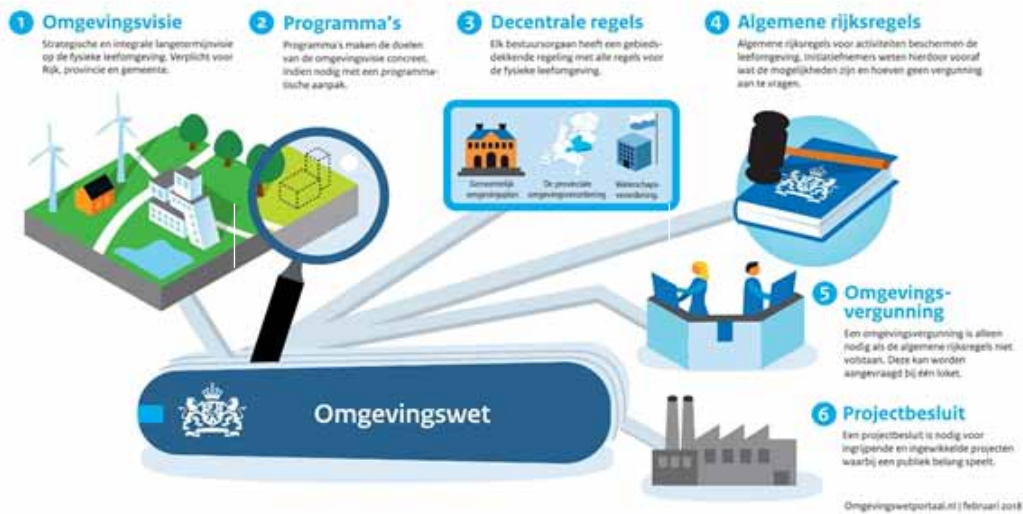 1 Omgevingsvisie
Strategische en integrale langetermijnvisie
op de fysieke leefomgeving. Verplicht voor
Rijk, provincie en gemeente.
2 Programma's
Programma's maken de doelen
van de omgevingsvisie concreet.
Indien nodig met een programma-
tische aanpak.
3 Decentrale regels
Elk bestuursorgaan heeft een gebieds-
dekkende regeling met alle regels voor
de fysieke leefomgeving.
Gemeentelijk
omgevingsplan.
De provinciale
omgevingsverordening
Waterschaps-
verordening.
4 Algemene rijksregels
Algemene rijksregels voor activiteiten beschermen de
leefomgeving. Initiatiefnemers weten hierdoor vooraf
wat de mogelijkheden zijn en hoeven geen vergunning
aan te vragen.
5 Omgevings-
vergunning
Een omgevingsvergunning is alleen
nodig als de algemene rijksregels niet
volstaan. Deze kan worden
aangevraagd bij één loket.
6 Projectbesluit
Een projectbesluit is nodig voor
ingrijpende en ingewikkelde projecten
waarbij een publiek belang speelt.
Omgevingswet
Omgevingswetportaal.nl | februari 2018